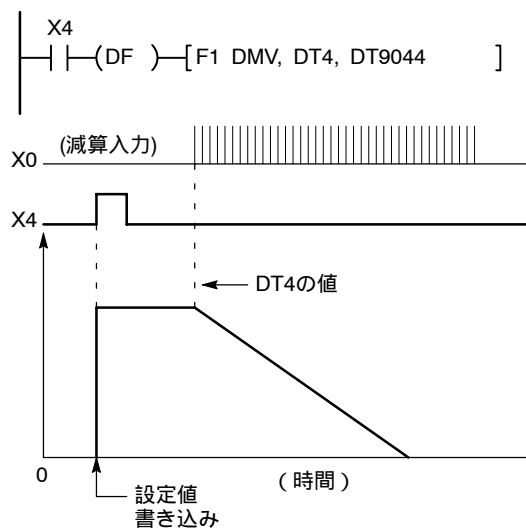 X4
(DF ) [F1 DMV, DT4, DT9044 ]
(減算入力)
X0
X4
DT4の値
0
(時間)
設定値
書き込み